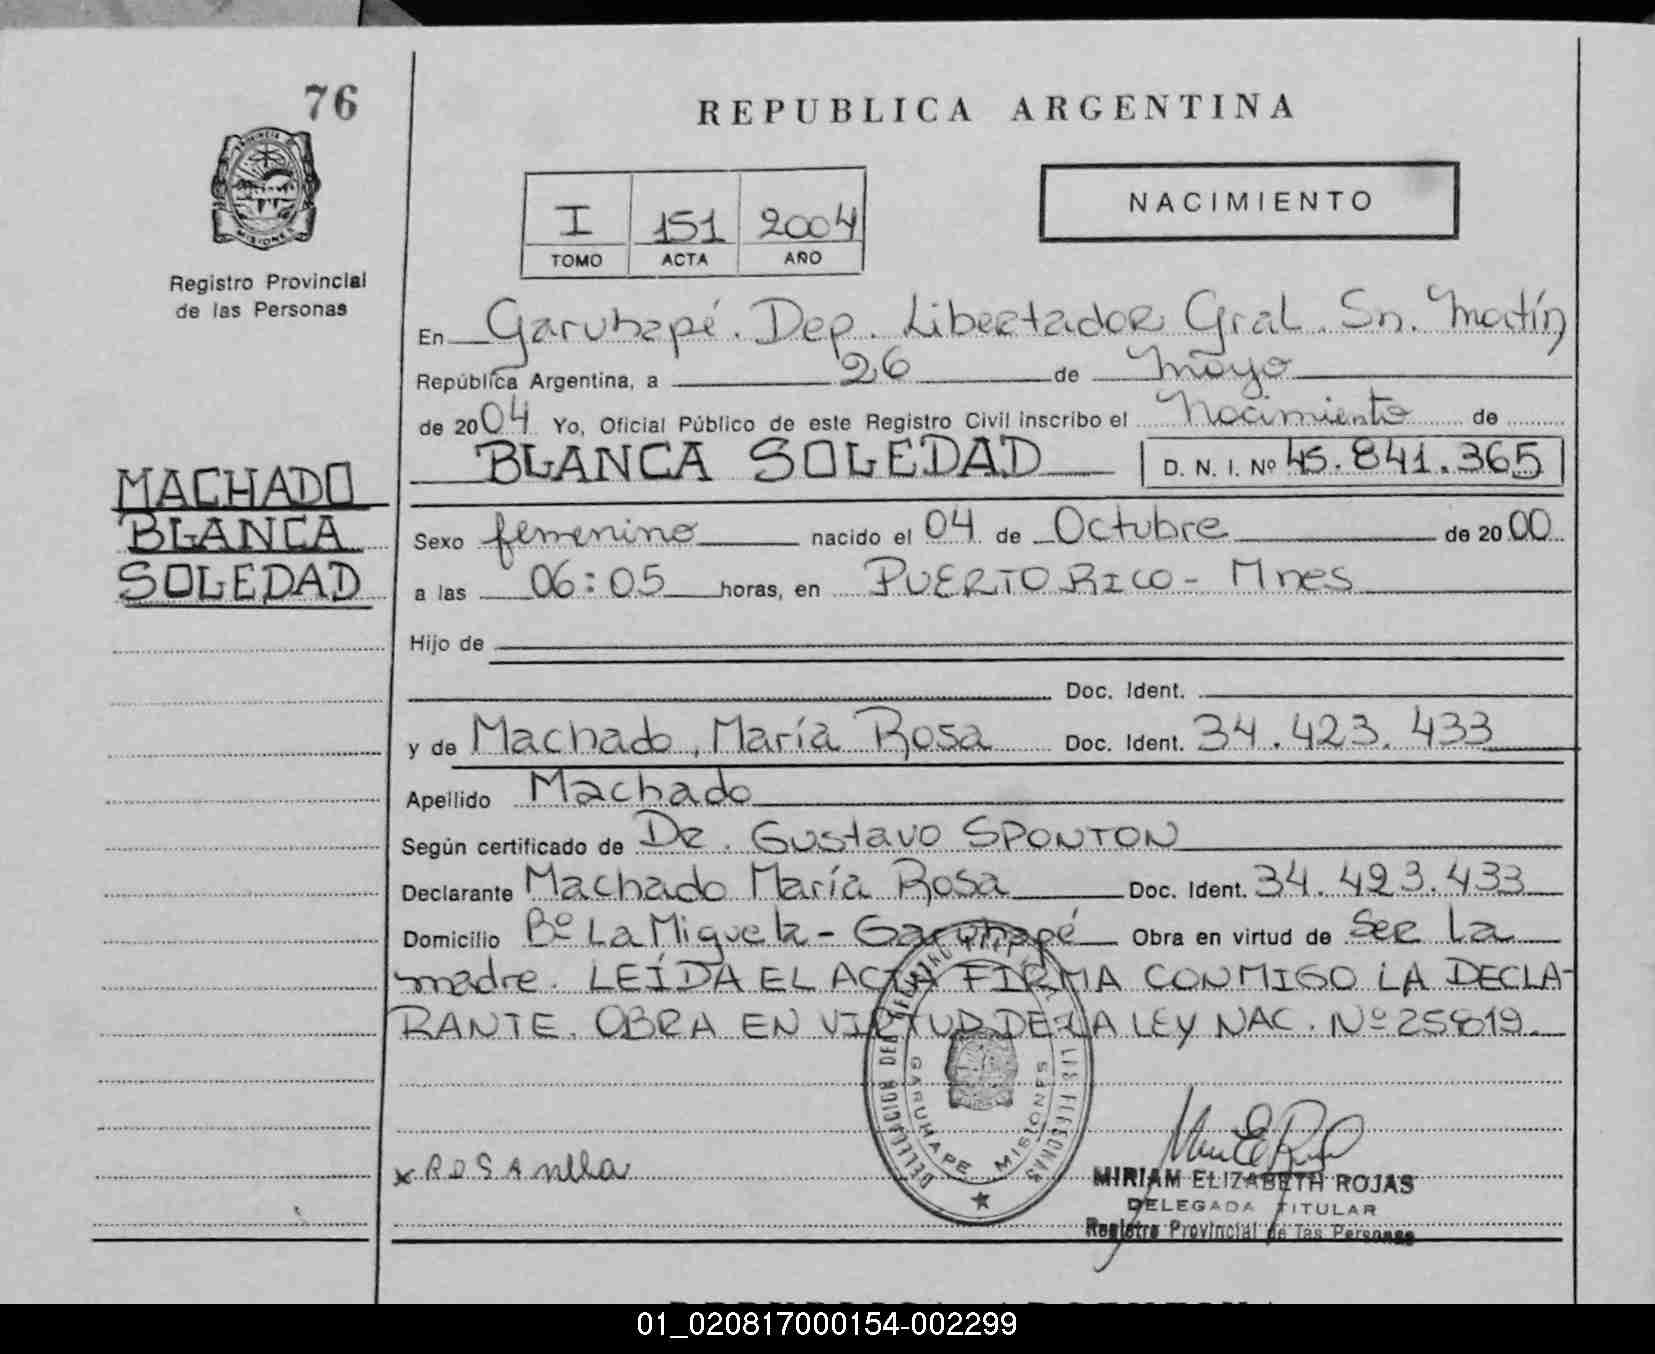 76
REPUBLICA ARGENTINA
PROVINCIA DE MISIONES
Registro Provincial
de las Personas
I 151 2004
TOMO ACTA AÑO
NACIMIENTO
En Garuhapé. Dep. Libertador Gral. Sn. Martín
República Argentina, a 26 de Mayo
de 2004 Yo, Oficial Público de este Registro Civil inscribo el Nacimiento de
BLANCA SOLEDAD D. N. I. Nº 45.841.365
MACHADO
BLANCA
SOLEDAD
Sexo femenino nacido el 04 de Octubre de 2000
a las 06:05 horas, en PUERTO RICO - Mnes
Hijo de
Doc. Ident.
y de Machado, María Rosa Doc. Ident. 34.423.433
Apellido Machado
Según certificado de DR. Gustavo SPONTON
Declarante Machado María Rosa Doc. Ident. 34.423.433
Domicilio Bº La Miguela - Garuhapé Obra en virtud de Ser la
madre. LEÍDA EL ACTA FIRMA CONMIGO LA DECLA-
RANTE. OBRA EN VIRTUD DE LA LEY NAC. Nº 25819.
GARUHAPE MISIONES
x ROSA
MIRIAM ELIZABETH ROJAS
DELEGADA TITULAR
Registro Provincial de las Personas
01_020817000154-002299